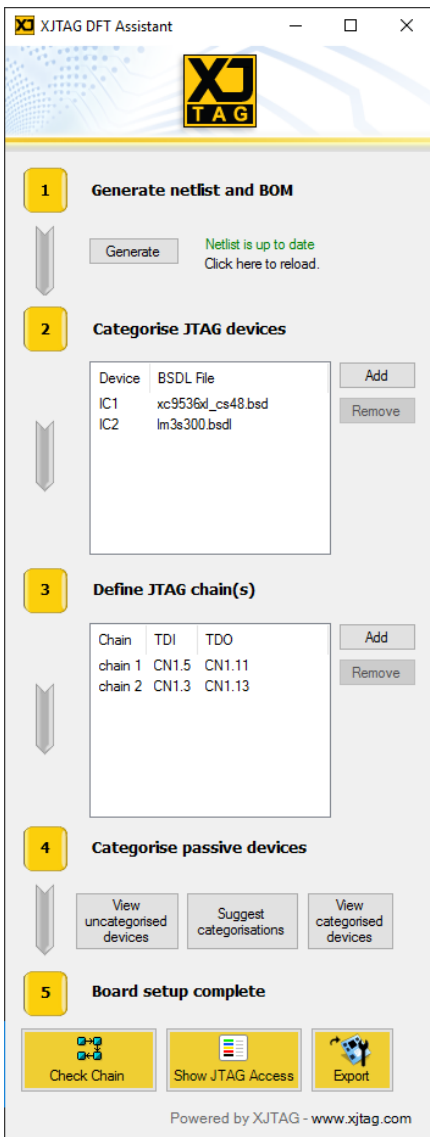 XJ XJTAG DFT Assistant
XJ
TAG
1 Generate netlist and BOM
Generate
Netlist is up to date
Click here to reload.
2 Categorise JTAG devices
Device BSDL File
IC1 xc9536xl_cs48.bsd
IC2 lm3s300.bsdl
Add
Remove
3 Define JTAG chain(s)
Chain TDI TDO
chain 1 CN1.5 CN1.11
chain 2 CN1.3 CN1.13
Add
Remove
4 Categorise passive devices
View
uncategorised
devices
Suggest
categorisations
View
categorised
devices
5 Board setup complete
Check Chain
Show JTAG Access
Export
Powered by XJTAG - www.xjtag.com